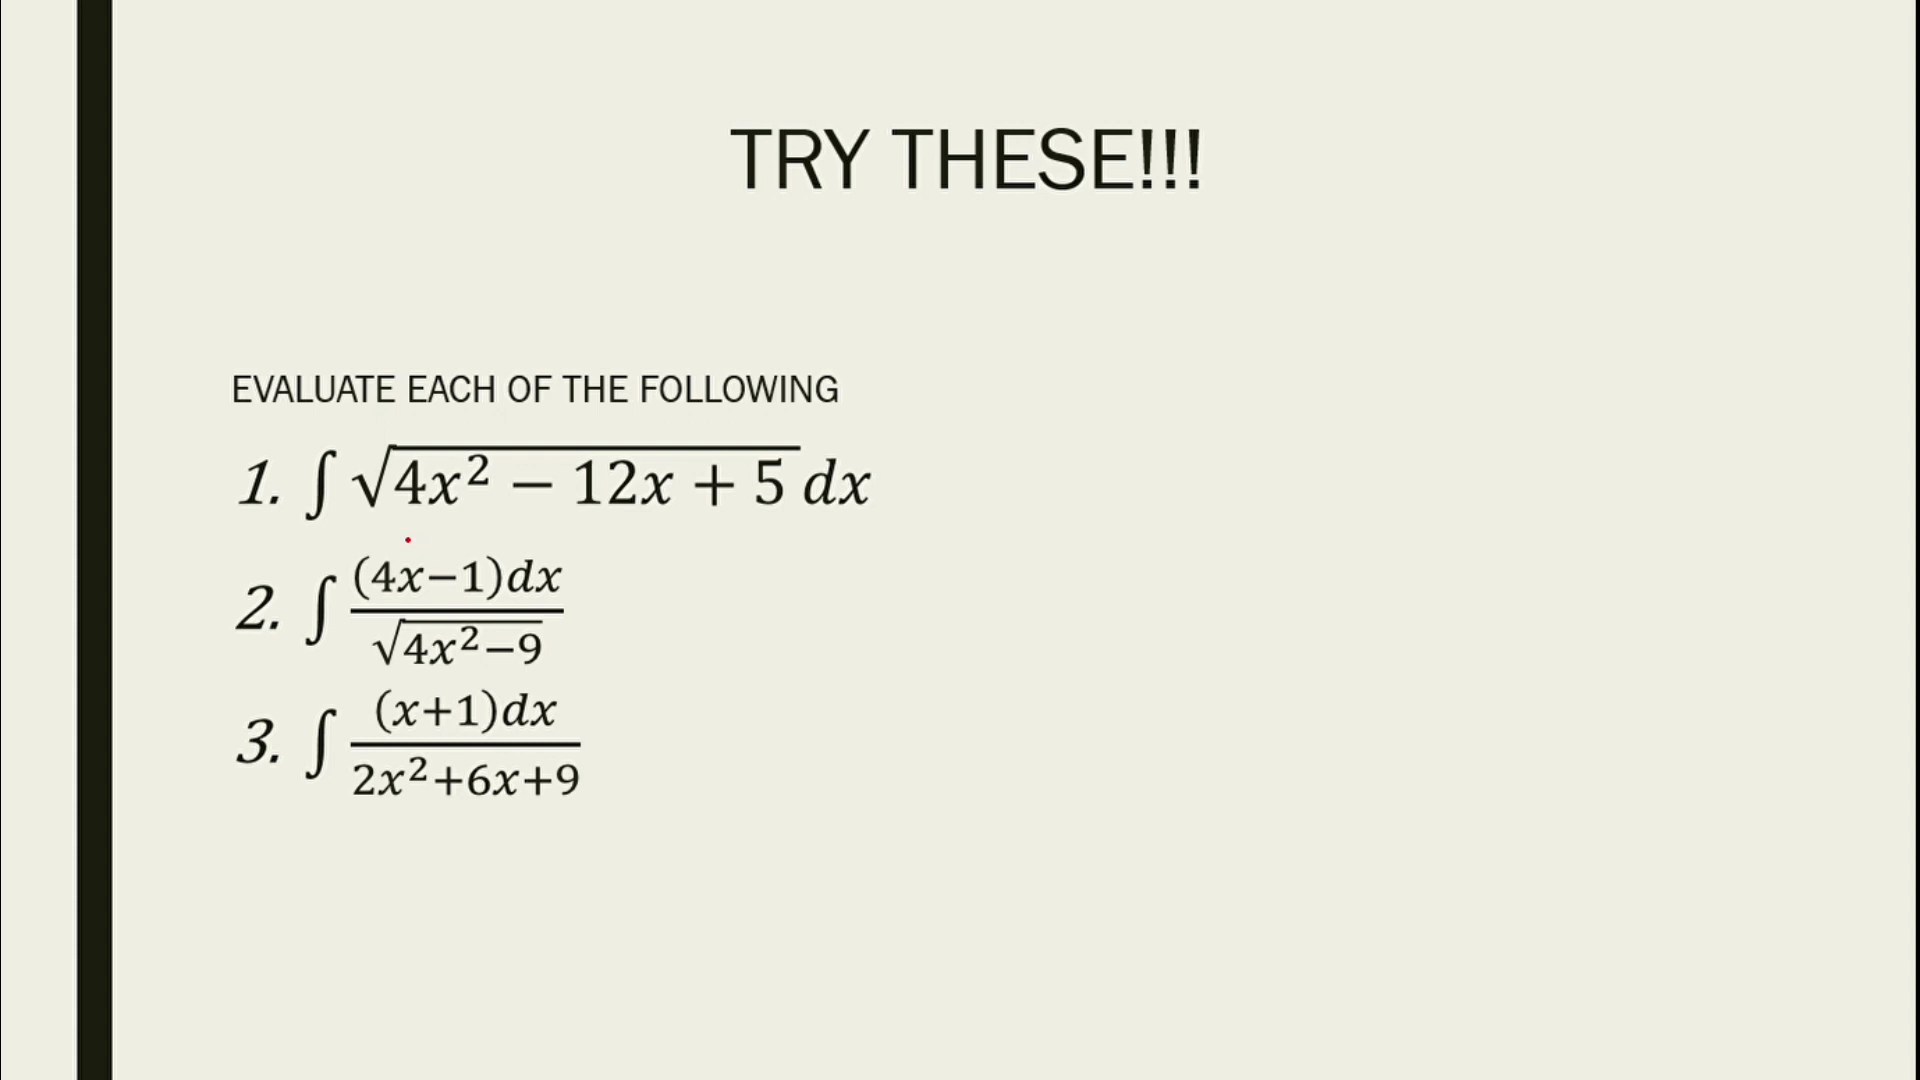 TRY THESE!!!
EVALUATE EACH OF THE FOLLOWING
1. ∫ √(4x² − 12x + 5) dx
2. ∫ (4x−1)dx / √(4x²−9)
3. ∫ (x+1)dx / (2x²+6x+9)